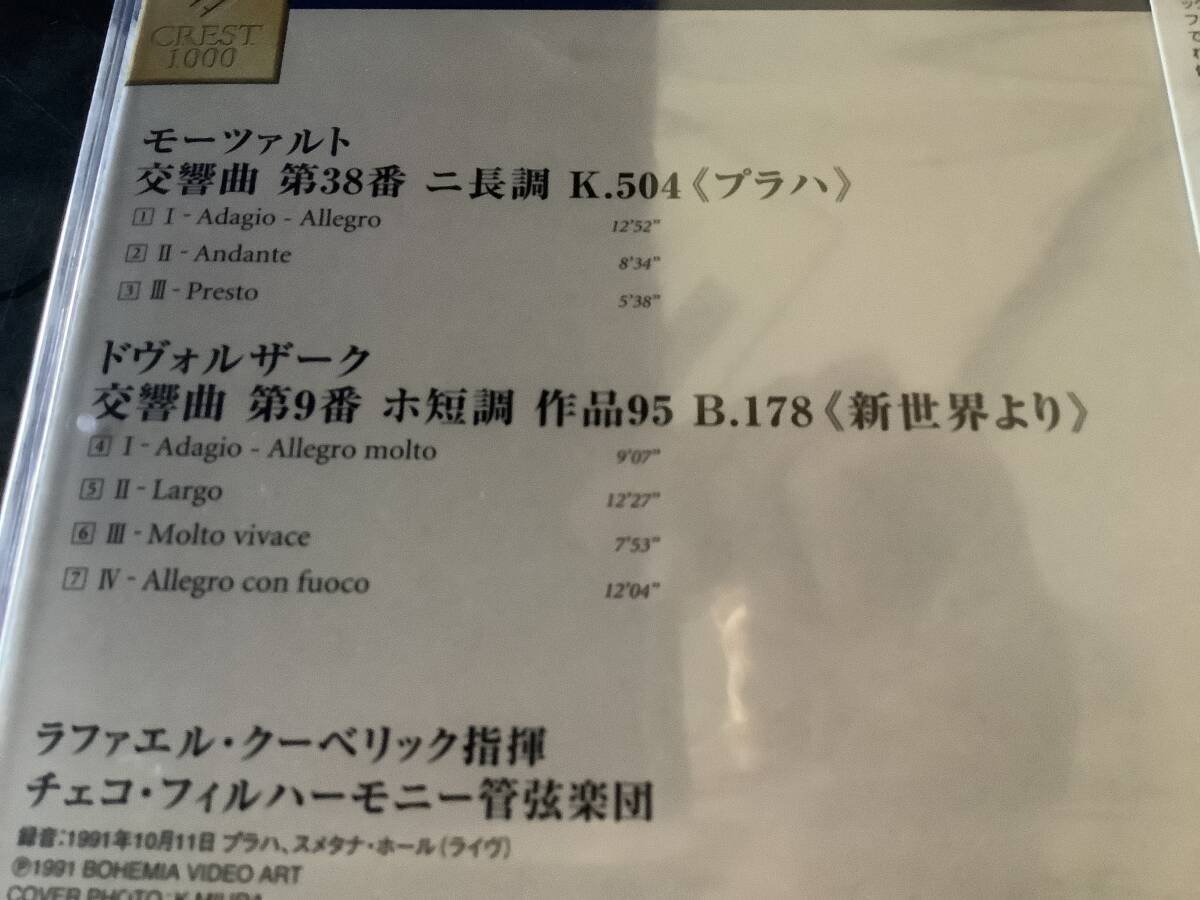 CREST
1000
モーツァルト
交響曲 第38番 ニ長調 K.504《プラハ》
1 I - Adagio - Allegro 12'52"
2 II - Andante 8'34"
3 III - Presto 5'38"
ドヴォルザーク
交響曲 第9番 ホ短調 作品95 B.178《新世界より》
4 I - Adagio - Allegro molto 9'07"
5 II - Largo 12'27"
6 III - Molto vivace 7'53"
7 IV - Allegro con fuoco 12'04"
ラファエル・クーベリック指揮
チェコ・フィルハーモニー管弦楽団
録音:1991年10月11日 プラハ、スメタナ・ホール(ライヴ)
℗1991 BOHEMIA VIDEO ART
COVER PHOTO : K.MIURA